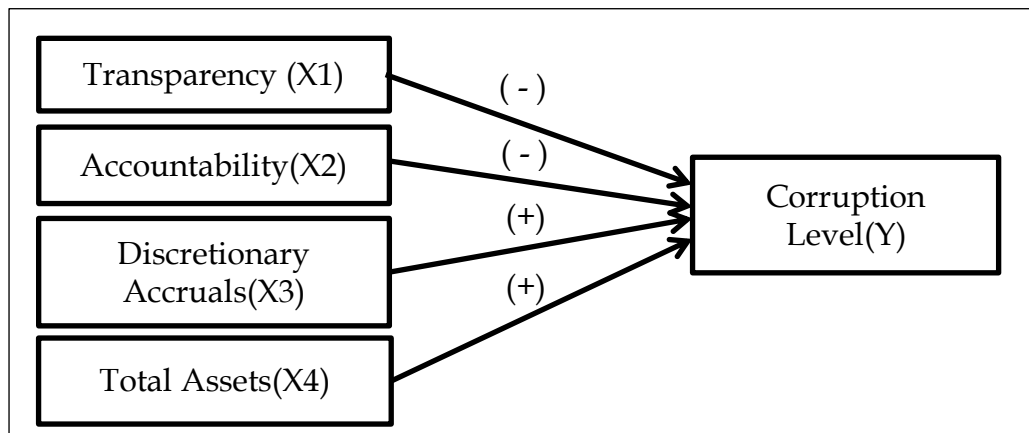 Transparency (X1)
( - )
Accountability(X2)
( - )
Discretionary
Accruals(X3)
(+)
Total Assets(X4)
(+)
Corruption
Level(Y)